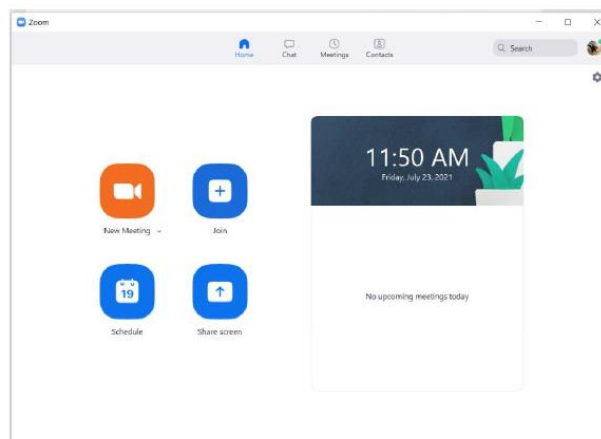 Zoom
Home
Chat
Meetings
Contacts
Search
11:50 AM
Friday, July 23, 2021
New Meeting
Join
19
Schedule
Share screen
No upcoming meetings today